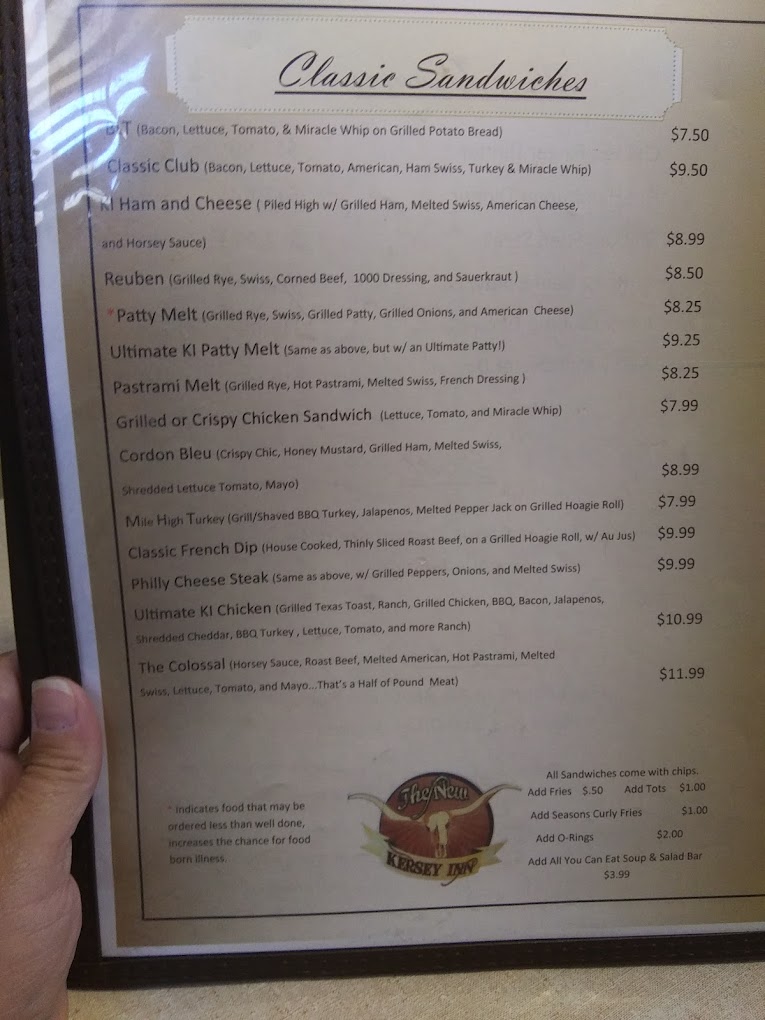 Classic Sandwiches
BLT (Bacon, Lettuce, Tomato, & Miracle Whip on Grilled Potato Bread) $7.50
Classic Club (Bacon, Lettuce, Tomato, American, Ham Swiss, Turkey & Miracle Whip) $9.50
KI Ham and Cheese ( Piled High w/ Grilled Ham, Melted Swiss, American Cheese,
and Horsey Sauce) $8.99
Reuben (Grilled Rye, Swiss, Corned Beef, 1000 Dressing, and Sauerkraut ) $8.50
*Patty Melt (Grilled Rye, Swiss, Grilled Patty, Grilled Onions, and American Cheese) $8.25
Ultimate KI Patty Melt (Same as above, but w/ an Ultimate Patty!) $9.25
Pastrami Melt (Grilled Rye, Hot Pastrami, Melted Swiss, French Dressing ) $8.25
Grilled or Crispy Chicken Sandwich (Lettuce, Tomato, and Miracle Whip) $7.99
Cordon Bleu (Crispy Chic, Honey Mustard, Grilled Ham, Melted Swiss,
Shredded Lettuce Tomato, Mayo) $8.99
Mile High Turkey (Grill/Shaved BBQ Turkey, Jalapenos, Melted Pepper Jack on Grilled Hoagie Roll) $7.99
Classic French Dip (House Cooked, Thinly Sliced Roast Beef, on a Grilled Hoagie Roll, w/ Au Jus) $9.99
Philly Cheese Steak (Same as above, w/ Grilled Peppers, Onions, and Melted Swiss) $9.99
Ultimate KI Chicken (Grilled Texas Toast, Ranch, Grilled Chicken, BBQ, Bacon, Jalapenos,
Shredded Cheddar, BBQ Turkey , Lettuce, Tomato, and more Ranch) $10.99
The Colossal (Horsey Sauce, Roast Beef, Melted American, Hot Pastrami, Melted
Swiss, Lettuce, Tomato, and Mayo...That's a Half of Pound Meat) $11.99
* indicates food that may be
ordered less than well done,
increases the chance for food
born illness.
The New
KERSEY INN
All Sandwiches come with chips.
Add Fries $.50 Add Tots $1.00
Add Seasons Curly Fries $1.00
Add O-Rings $2.00
Add All You Can Eat Soup & Salad Bar
$3.99